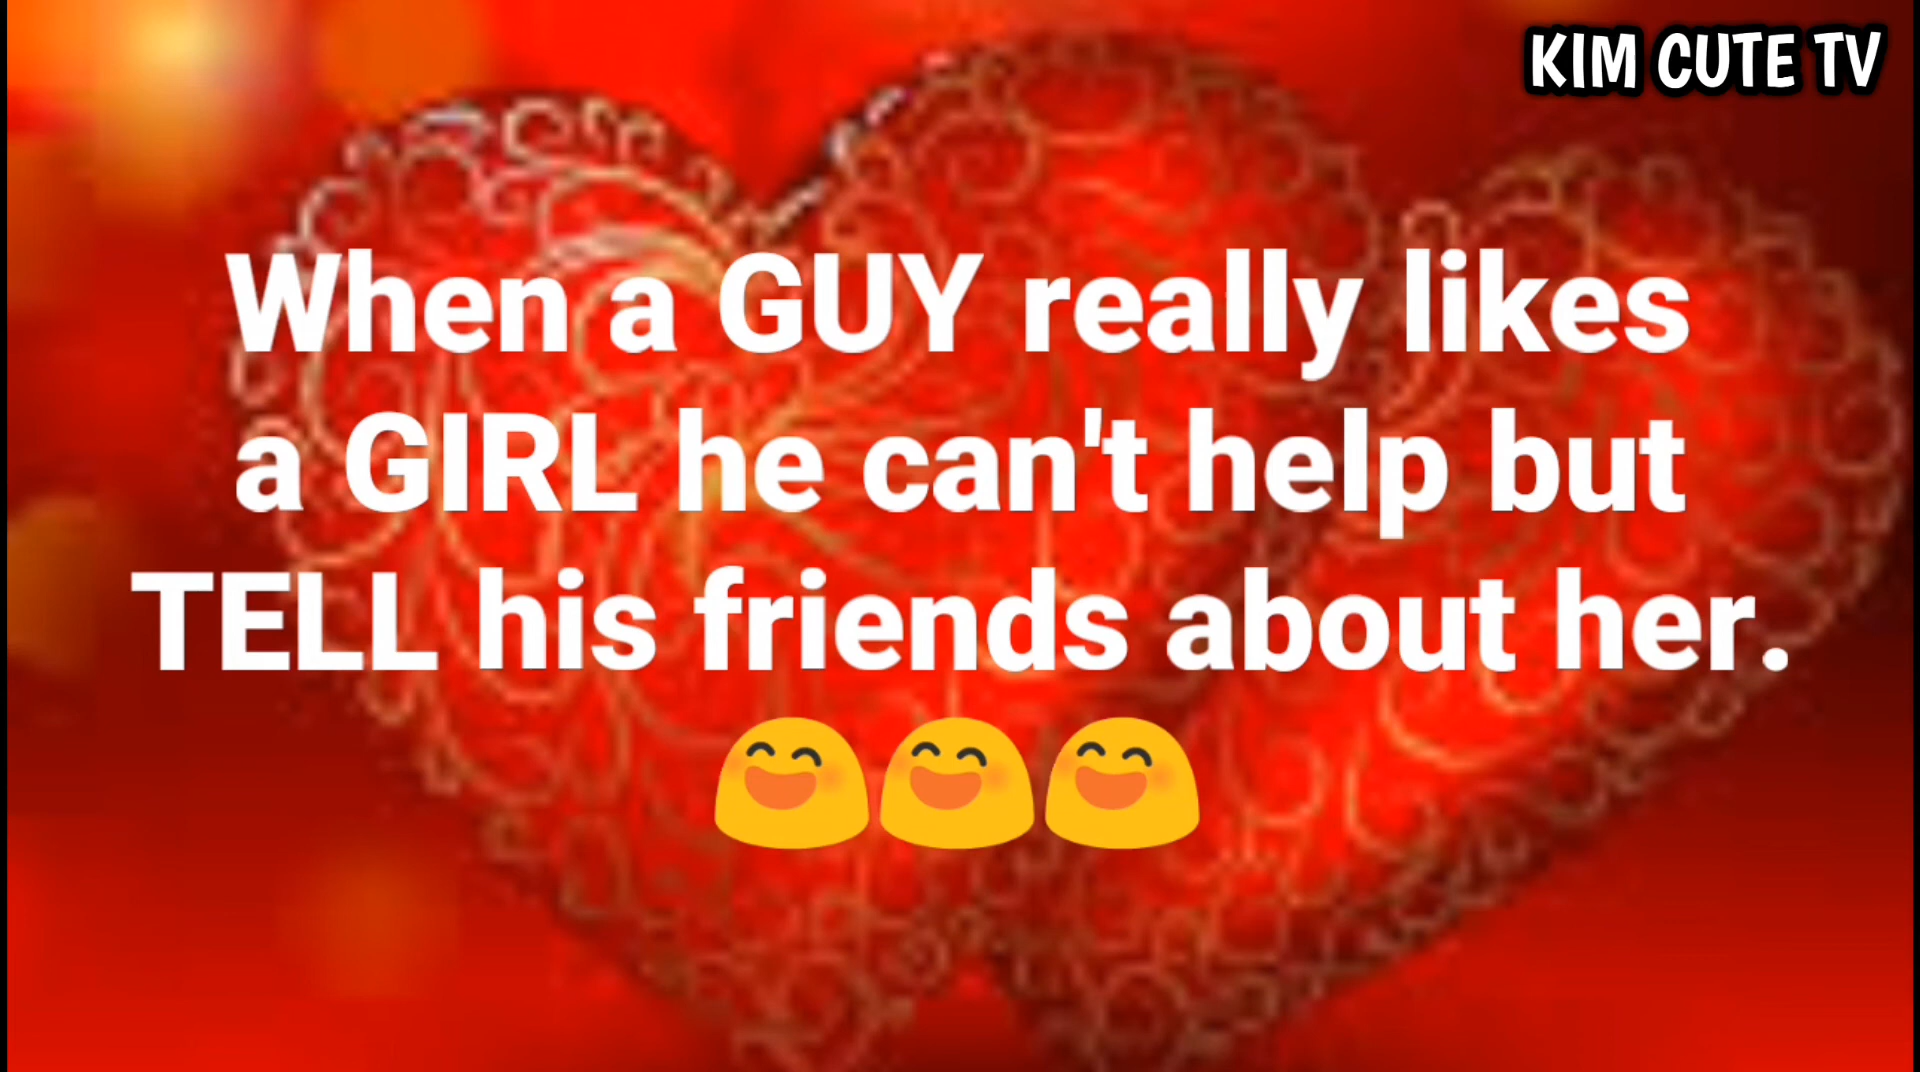 KIM CUTE TV
When a GUY really likes
a GIRL he can't help but
TELL his friends about her.
😄😄😄